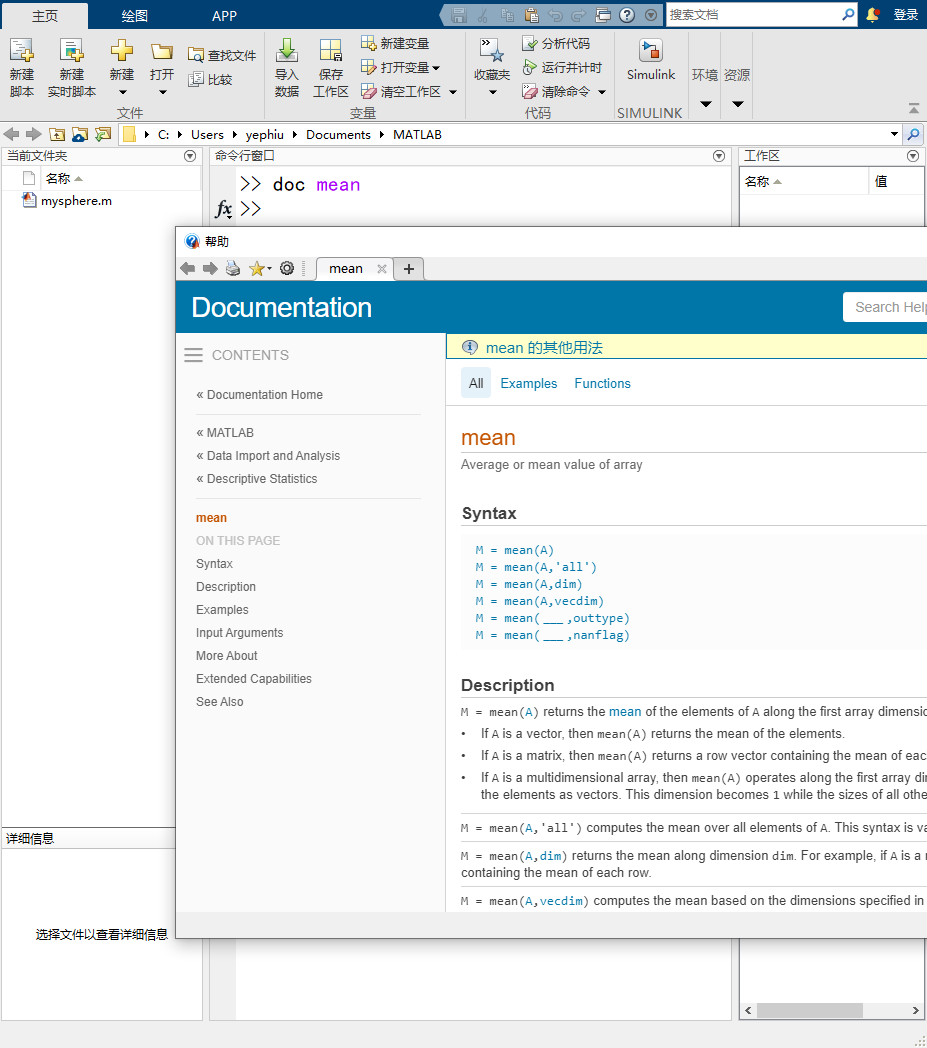 主页 绘图 APP 搜索文档 登录
新建脚本 新建实时脚本 新建 打开 查找文件 比较 导入数据 保存工作区 新建变量 打开变量 清空工作区 收藏夹 分析代码 运行并计时 清除命令 Simulink 环境 资源
文件 变量 代码 SIMULINK
C: Users yephiu Documents MATLAB
当前文件夹 命令行窗口 工作区
名称 名称 值
mysphere.m
>> doc mean
fx >>
帮助
mean
Documentation Search Help
CONTENTS
« Documentation Home
« MATLAB
« Data Import and Analysis
« Descriptive Statistics
mean
ON THIS PAGE
Syntax
Description
Examples
Input Arguments
More About
Extended Capabilities
See Also
mean 的其他用法
All Examples Functions
mean
Average or mean value of array
Syntax
M = mean(A)
M = mean(A,'all')
M = mean(A,dim)
M = mean(A,vecdim)
M = mean( ___ ,outtype)
M = mean( ___ ,nanflag)
Description
M = mean(A) returns the mean of the elements of A along the first array
• If A is a vector, then mean(A) returns the mean of the elements.
• If A is a matrix, then mean(A) returns a row vector containing the mean of each
• If A is a multidimensional array, then mean(A) operates along the first array
the elements as vectors. This dimension becomes 1 while the sizes of all
M = mean(A,'all') computes the mean over all elements of A. This syntax is
M = mean(A,dim) returns the mean along dimension dim. For example, if A is a
containing the mean of each row.
M = mean(A,vecdim) computes the mean based on the dimensions specified in
详细信息
选择文件以查看详细信息